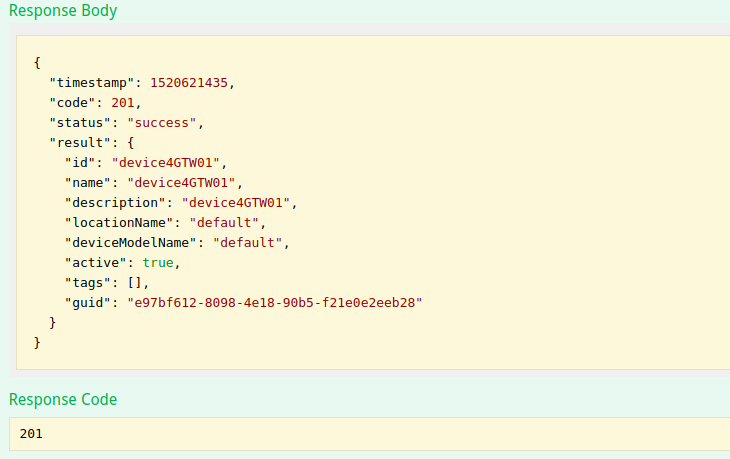 Response Body
{
  "timestamp": 1520621435,
  "code": 201,
  "status": "success",
  "result": {
    "id": "device4GTW01",
    "name": "device4GTW01",
    "description": "device4GTW01",
    "locationName": "default",
    "deviceModelName": "default",
    "active": true,
    "tags": [],
    "guid": "e97bf612-8098-4e18-90b5-f21e0e2eeb28"
  }
}
Response Code
201